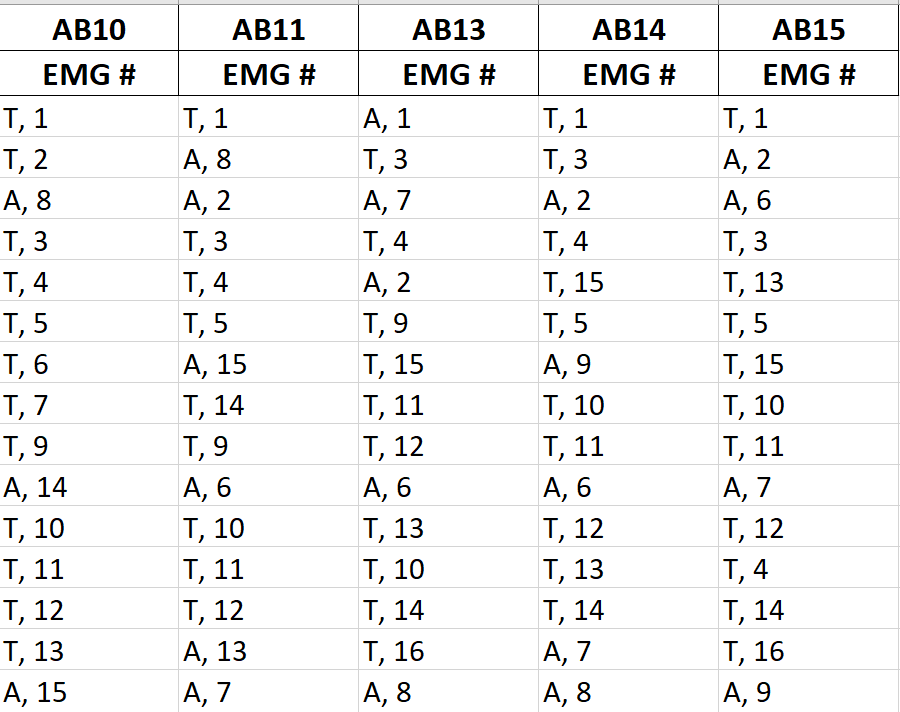 AB10 AB11 AB13 AB14 AB15
EMG # EMG # EMG # EMG # EMG #
T, 1 T, 1 A, 1 T, 1 T, 1
T, 2 A, 8 T, 3 T, 3 A, 2
A, 8 A, 2 A, 7 A, 2 A, 6
T, 3 T, 3 T, 4 T, 4 T, 3
T, 4 T, 4 A, 2 T, 15 T, 13
T, 5 T, 5 T, 9 T, 5 T, 5
T, 6 A, 15 T, 15 A, 9 T, 15
T, 7 T, 14 T, 11 T, 10 T, 10
T, 9 T, 9 T, 12 T, 11 T, 11
A, 14 A, 6 A, 6 A, 6 A, 7
T, 10 T, 10 T, 13 T, 12 T, 12
T, 11 T, 11 T, 10 T, 13 T, 4
T, 12 T, 12 T, 14 T, 14 T, 14
T, 13 A, 13 T, 16 A, 7 T, 16
A, 15 A, 7 A, 8 A, 8 A, 9